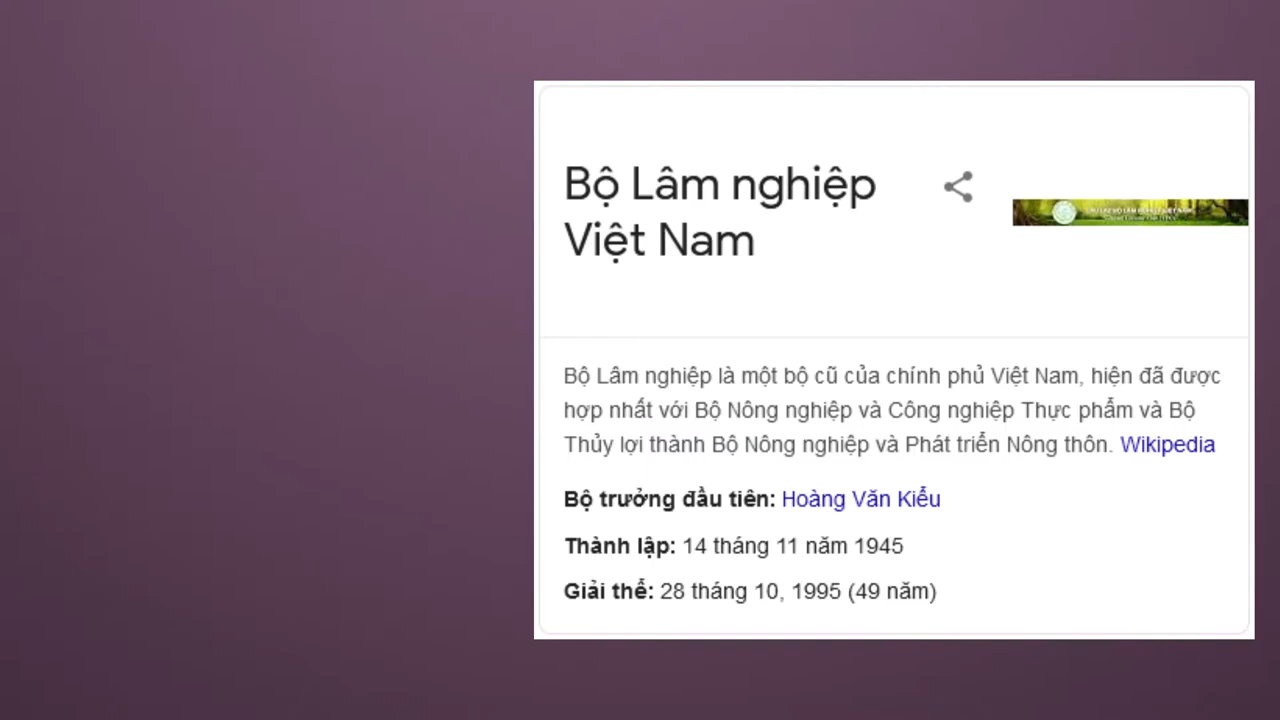 Bộ Lâm nghiệp
Việt Nam
Bộ Lâm nghiệp là một bộ cũ của chính phủ Việt Nam, hiện đã được
hợp nhất với Bộ Nông nghiệp và Công nghiệp Thực phẩm và Bộ
Thủy lợi thành Bộ Nông nghiệp và Phát triển Nông thôn. Wikipedia
Bộ trưởng đầu tiên: Hoàng Văn Kiểu
Thành lập: 14 tháng 11 năm 1945
Giải thể: 28 tháng 10, 1995 (49 năm)